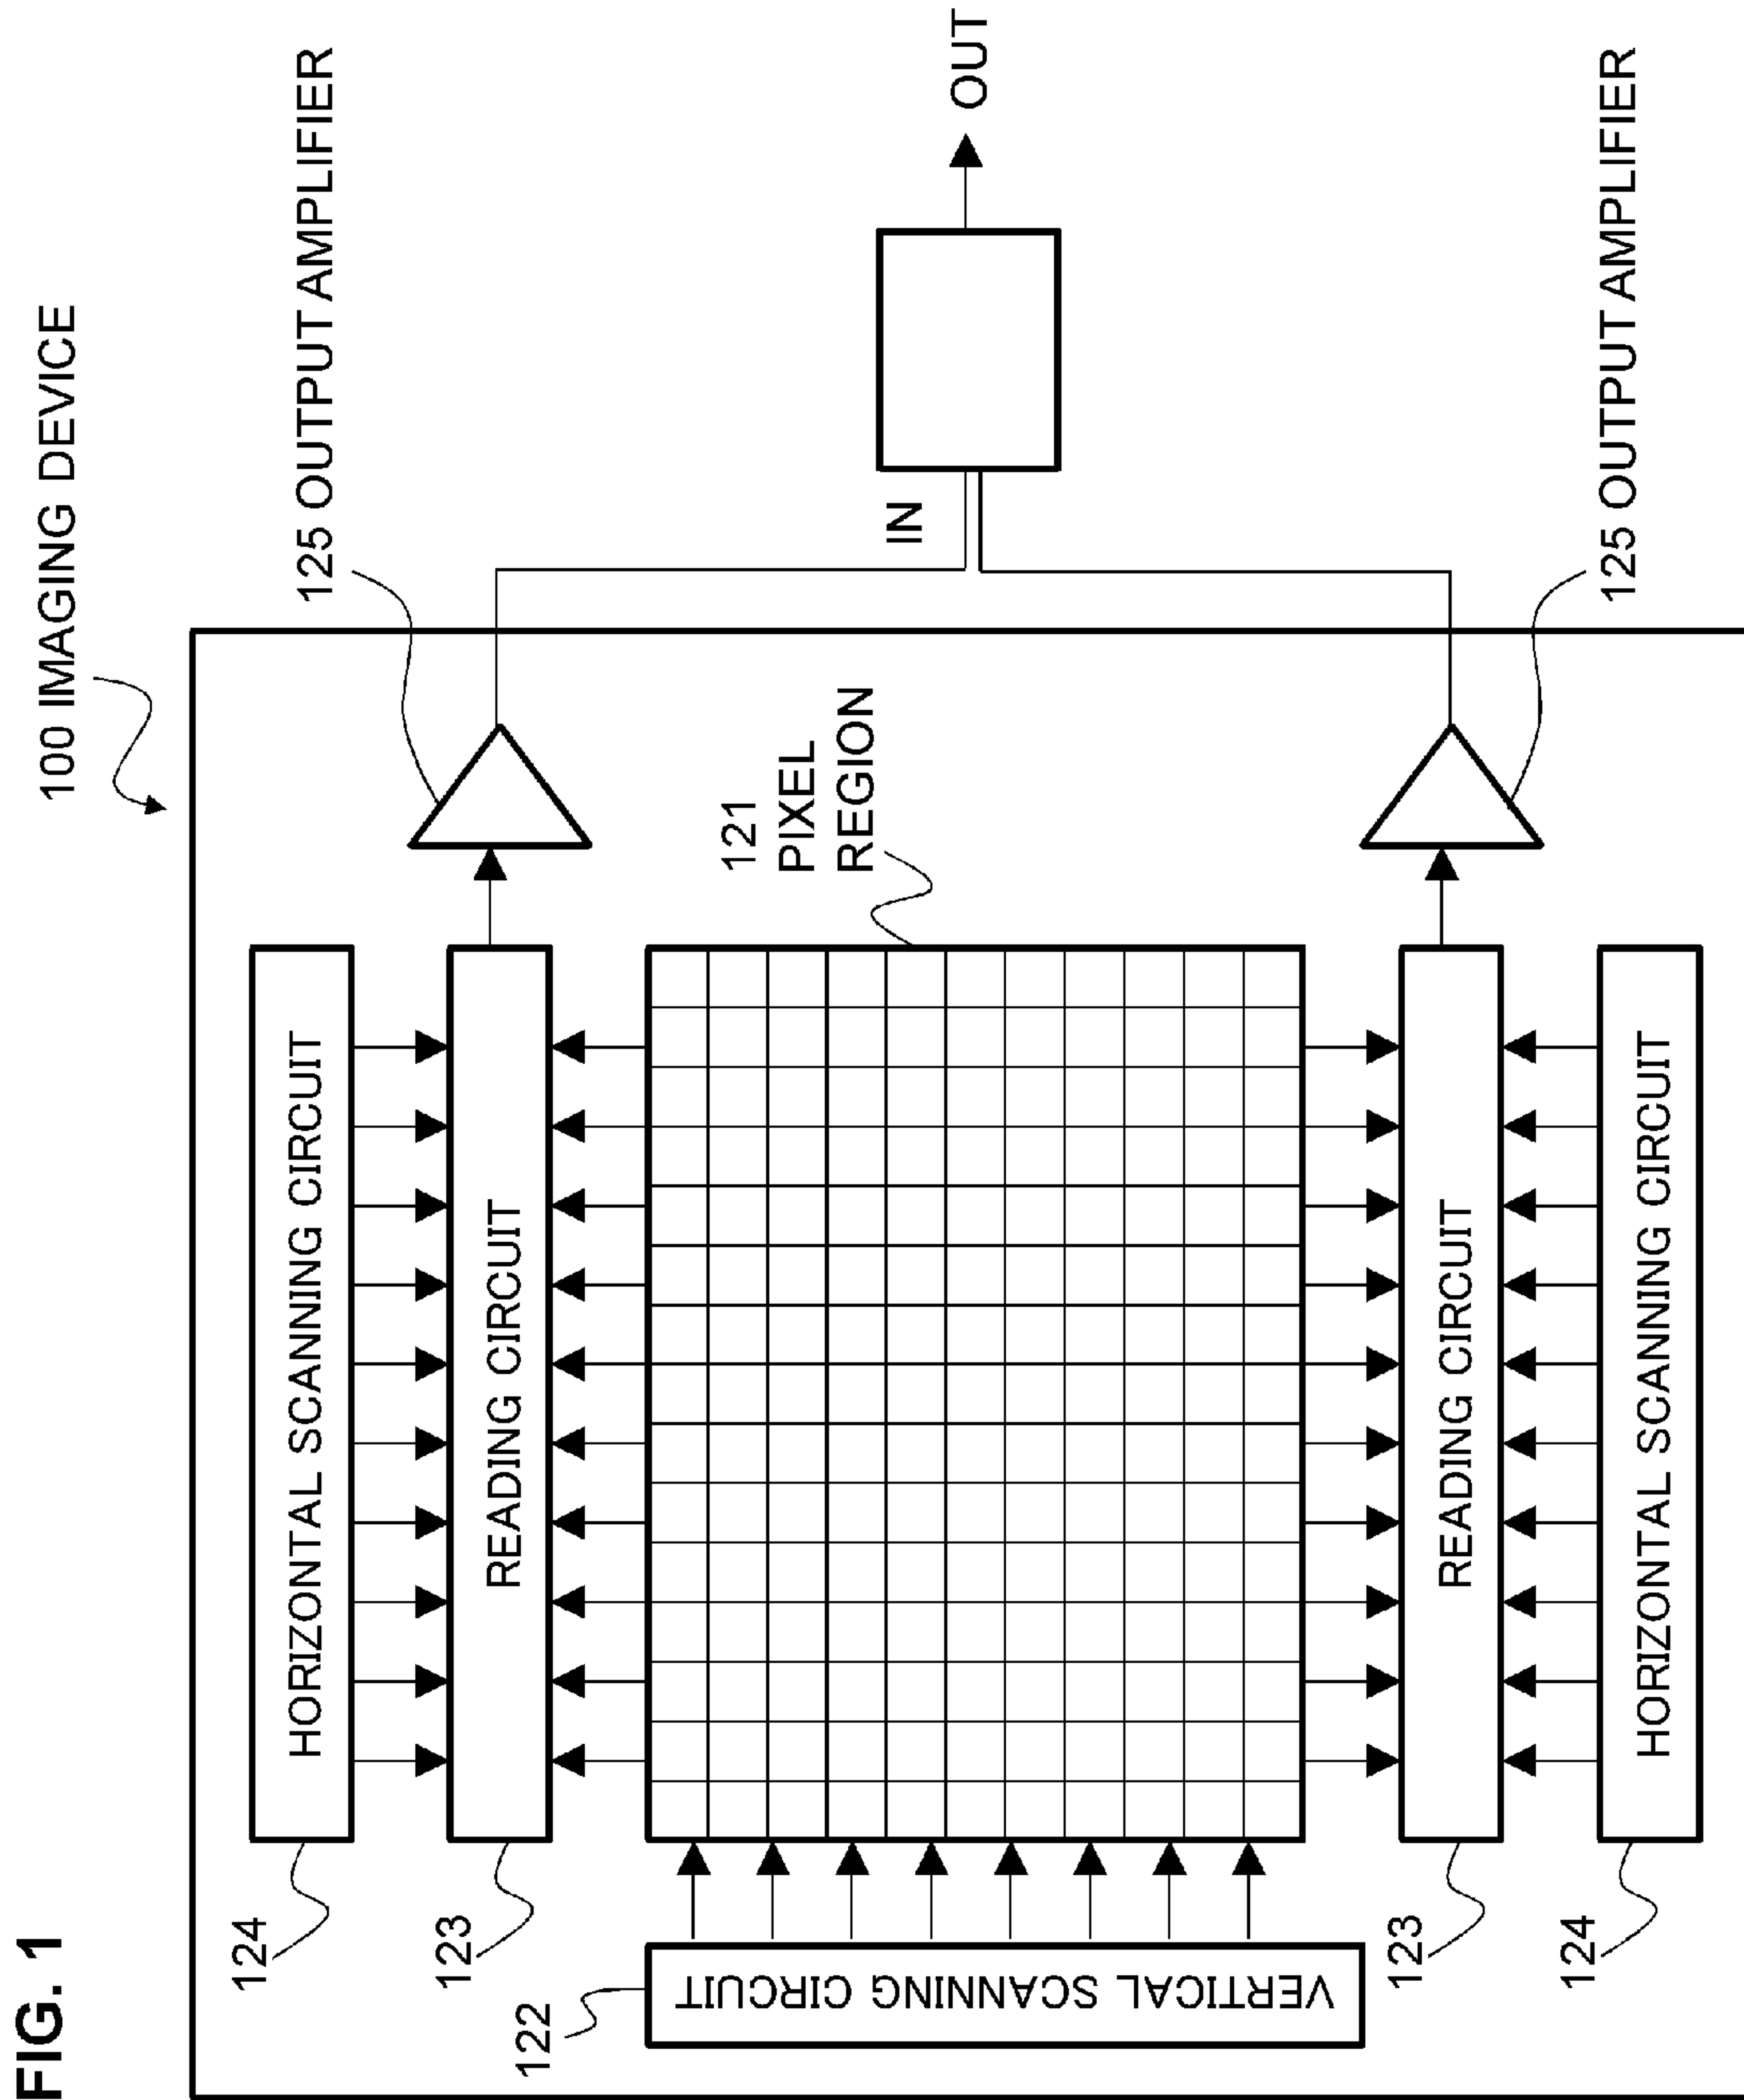 FIG. 1
100 IMAGING DEVICE
124
HORIZONTAL SCANNING CIRCUIT
125 OUTPUT AMPLIFIER
123
READING CIRCUIT
122
VERTICAL SCANNING CIRCUIT
121
PIXEL
REGION
IN
OUT
123
READING CIRCUIT
125 OUTPUT AMPLIFIER
124
HORIZONTAL SCANNING CIRCUIT